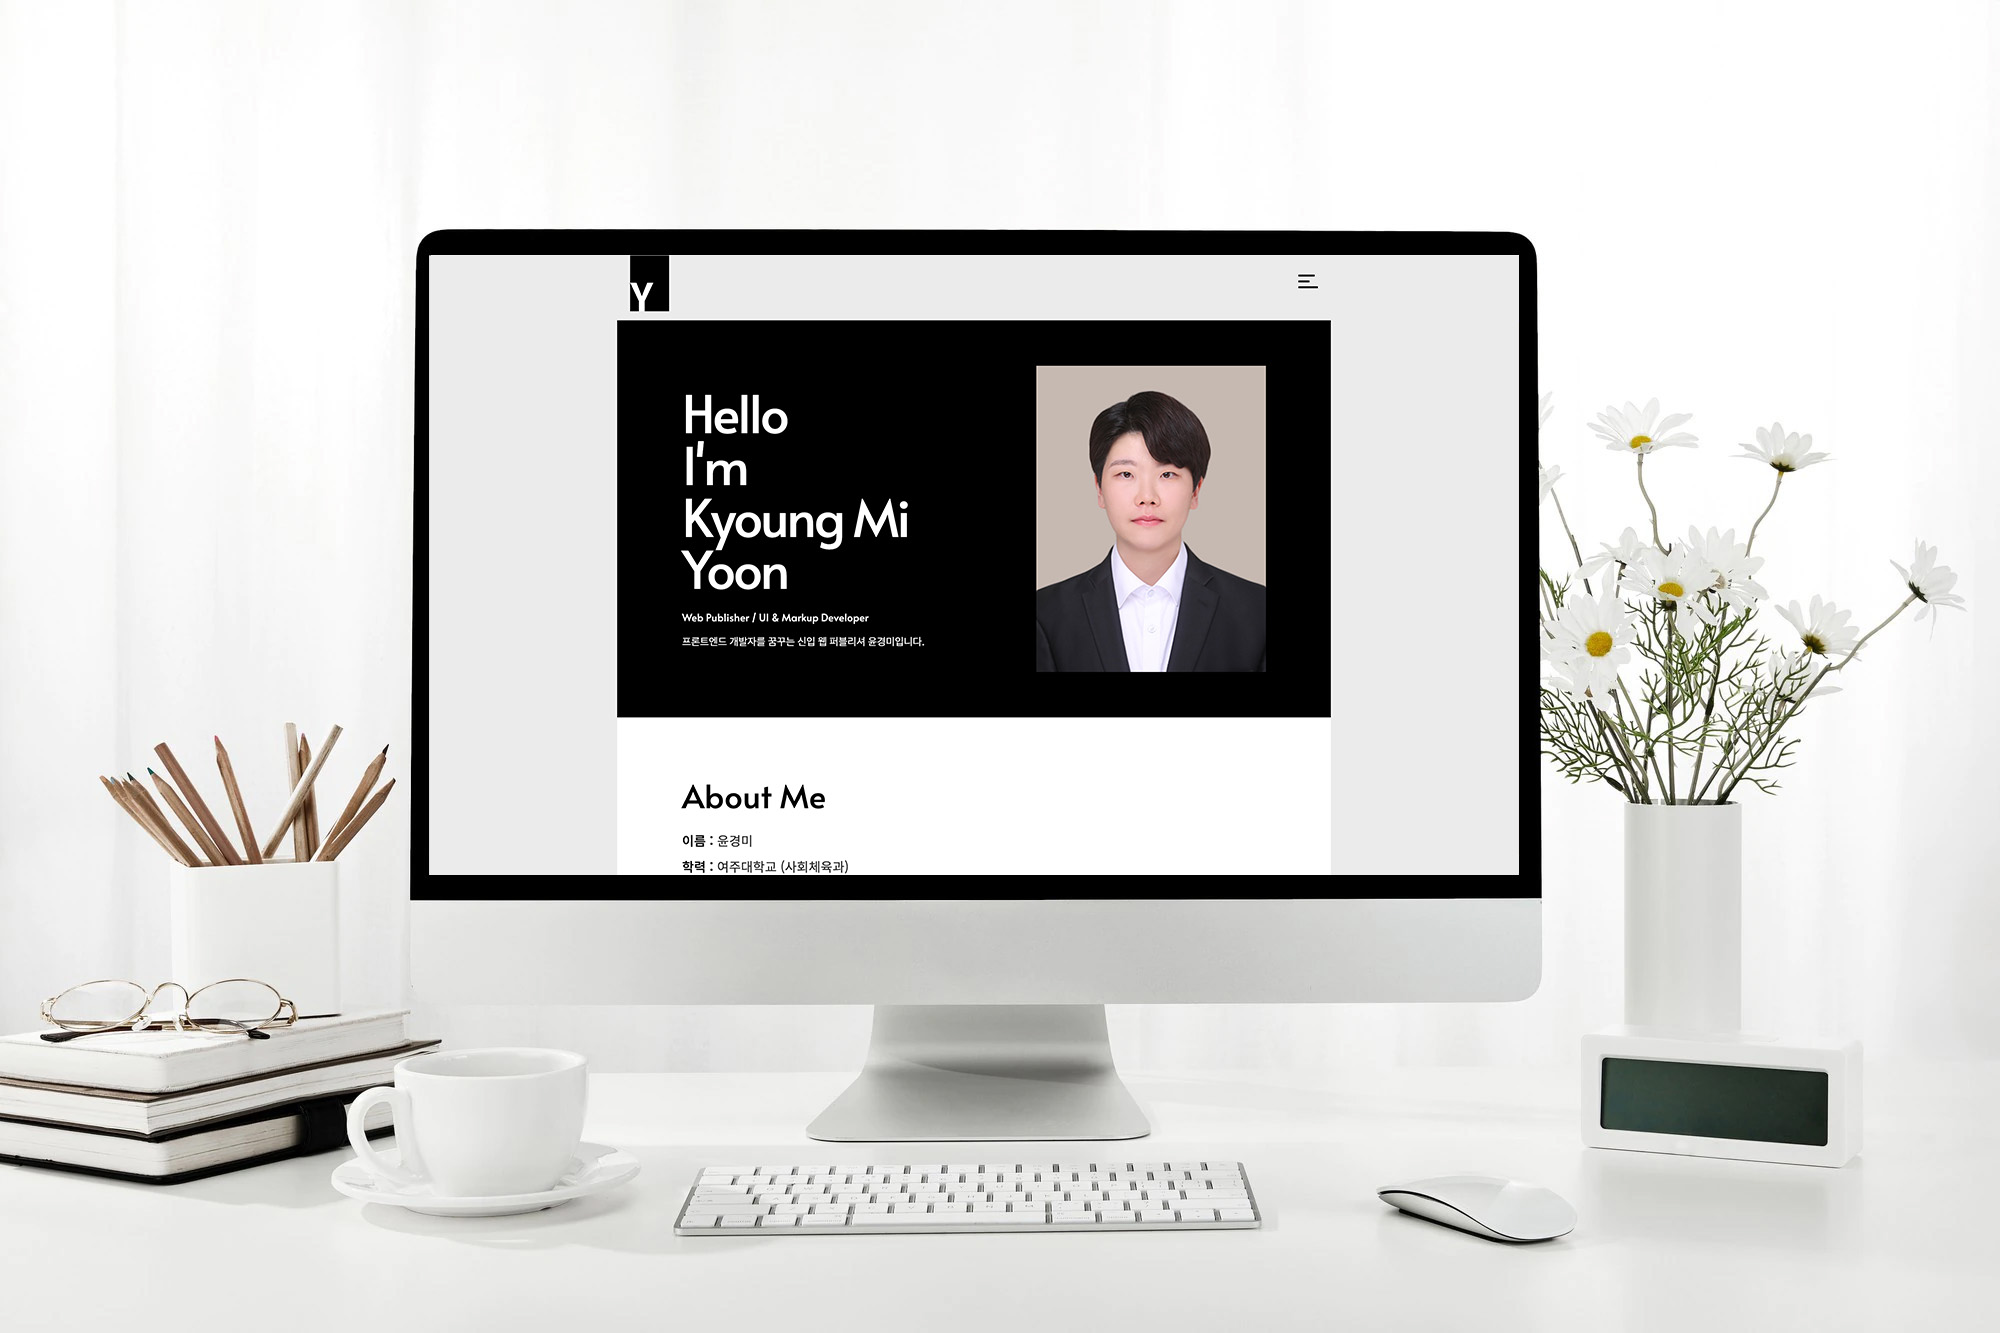 Y
Hello
I'm
Kyoung Mi
Yoon
Web Publisher / UI & Markup Developer
프론트엔드 개발자를 꿈꾸는 신입 웹 퍼블리셔 윤경미입니다.
About Me
이름 : 윤경미
학력 : 여주대학교 (사회체육과)